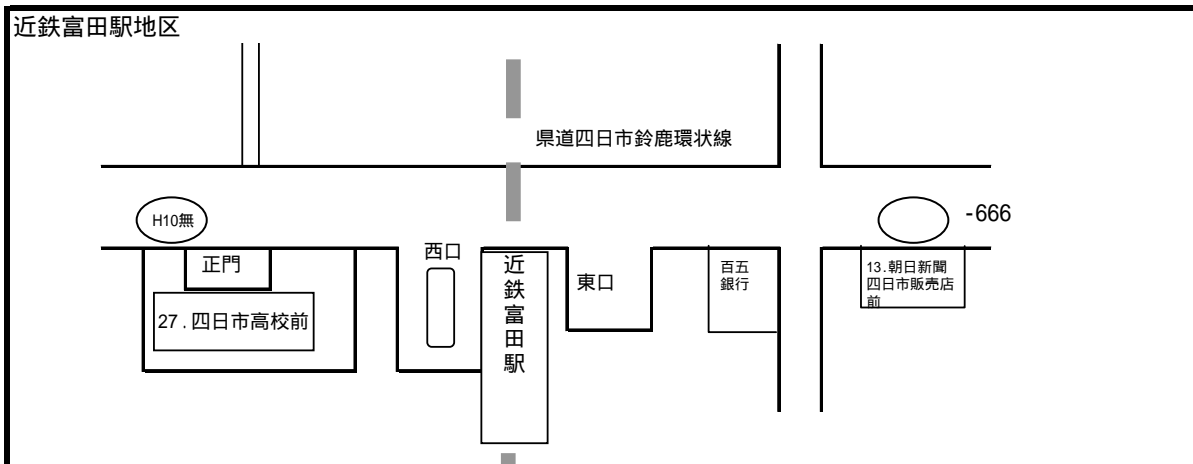 近鉄富田駅地区
県道四日市鈴鹿環状線
H10無
-666
正門
西口
近鉄富田駅
東口
百五
銀行
13.朝日新聞
四日市販売店
前
27.四日市高校前